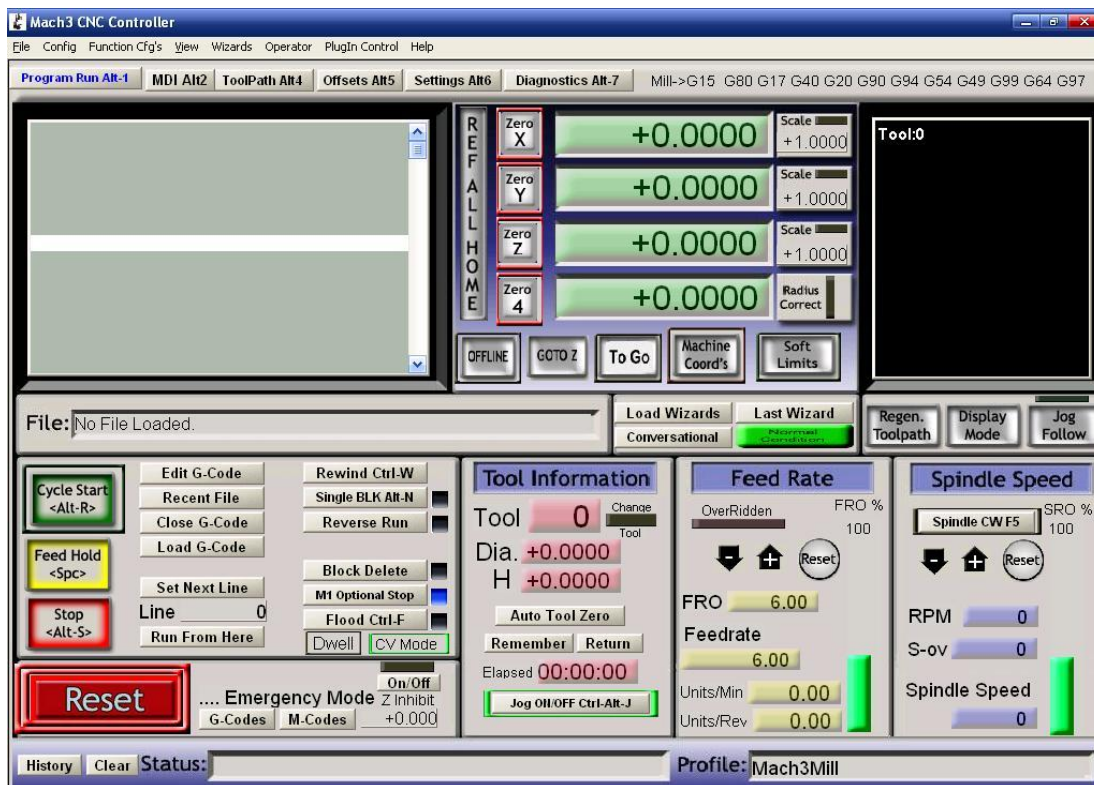 Mach3 CNC Controller
File Config Function Cfg's View Wizards Operator PlugIn Control Help
Program Run Alt-1 MDI Alt2 ToolPath Alt4 Offsets Alt5 Settings Alt6 Diagnostics Alt-7 Mill->G15 G80 G17 G40 G20 G90 G94 G54 G49 G99 G64 G97
REF ALL HOME
Zero X +0.0000 Scale +1.0000
Zero Y +0.0000 Scale +1.0000
Zero Z +0.0000 Scale +1.0000
Zero 4 +0.0000 Radius Correct
OFFLINE GOTO Z To Go Machine Coord's Soft Limits
Tool:0
File: No File Loaded.
Load Wizards Last Wizard
Conversational Normal Condition
Regen. Toolpath Display Mode Jog Follow
Cycle Start <Alt-R>
Feed Hold <Spc>
Stop <Alt-S>
Edit G-Code
Recent File
Close G-Code
Load G-Code
Set Next Line
Line 0
Run From Here
Rewind Ctrl-W
Single BLK Alt-N
Reverse Run
Block Delete
M1 Optional Stop
Flood Ctrl-F
Dwell CV Mode
Reset
.... Emergency Mode
G-Codes M-Codes
On/Off
Z Inhibit
+0.000
Tool Information
Tool 0 Change Tool
Dia. +0.0000
H +0.0000
Auto Tool Zero
Remember Return
Elapsed 00:00:00
Jog ON/OFF Ctrl-Alt-J
Feed Rate
OverRidden FRO % 100
- + Reset
FRO 6.00
Feedrate
6.00
Units/Min 0.00
Units/Rev 0.00
Spindle Speed
Spindle CW F5 SRO % 100
- + Reset
RPM 0
S-ov 0
Spindle Speed
0
History Clear Status: Profile: Mach3Mill